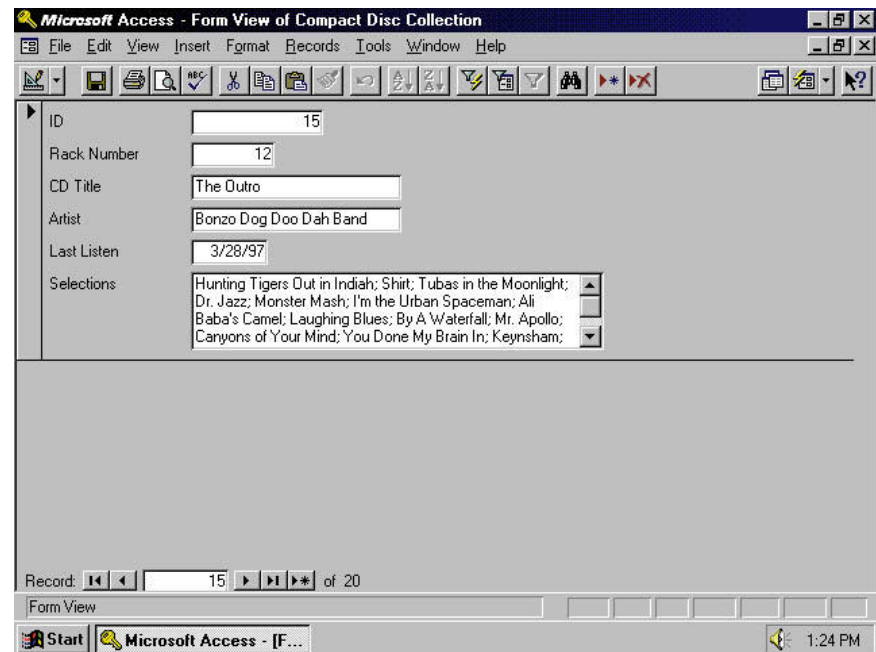 Microsoft Access - Form View of Compact Disc Collection
File Edit View Insert Format Records Tools Window Help
ABC A Z Z A
ID 15
Rack Number 12
CD Title The Outro
Artist Bonzo Dog Doo Dah Band
Last Listen 3/28/97
Selections Hunting Tigers Out in Indiah; Shirt; Tubas in the Moonlight;
Dr. Jazz; Monster Mash; I'm the Urban Spaceman; Ali
Baba's Camel; Laughing Blues; By A Waterfall; Mr. Apollo;
Canyons of Your Mind; You Done My Brain In; Keynsham;
Record: 15 of 20
Form View
Start Microsoft Access - [F... 1:24 PM